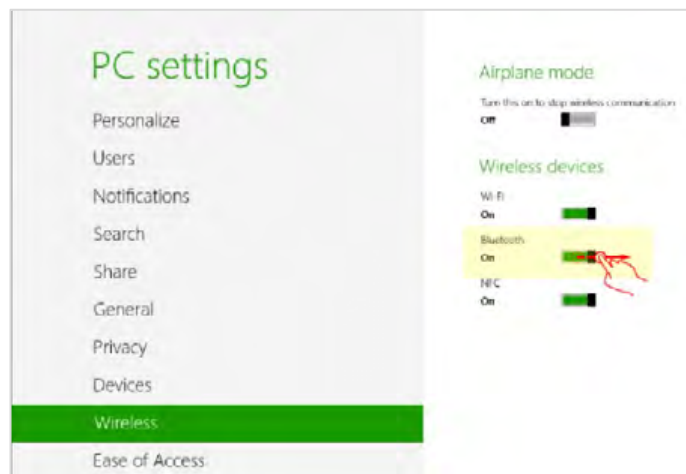 PC settings
Personalize
Users
Notifications
Search
Share
General
Privacy
Devices
Wireless
Ease of Access
Airplane mode
Turn this on to stop wireless communication
Off
Wireless devices
Wi-Fi
On
Bluetooth
On
NFC
On